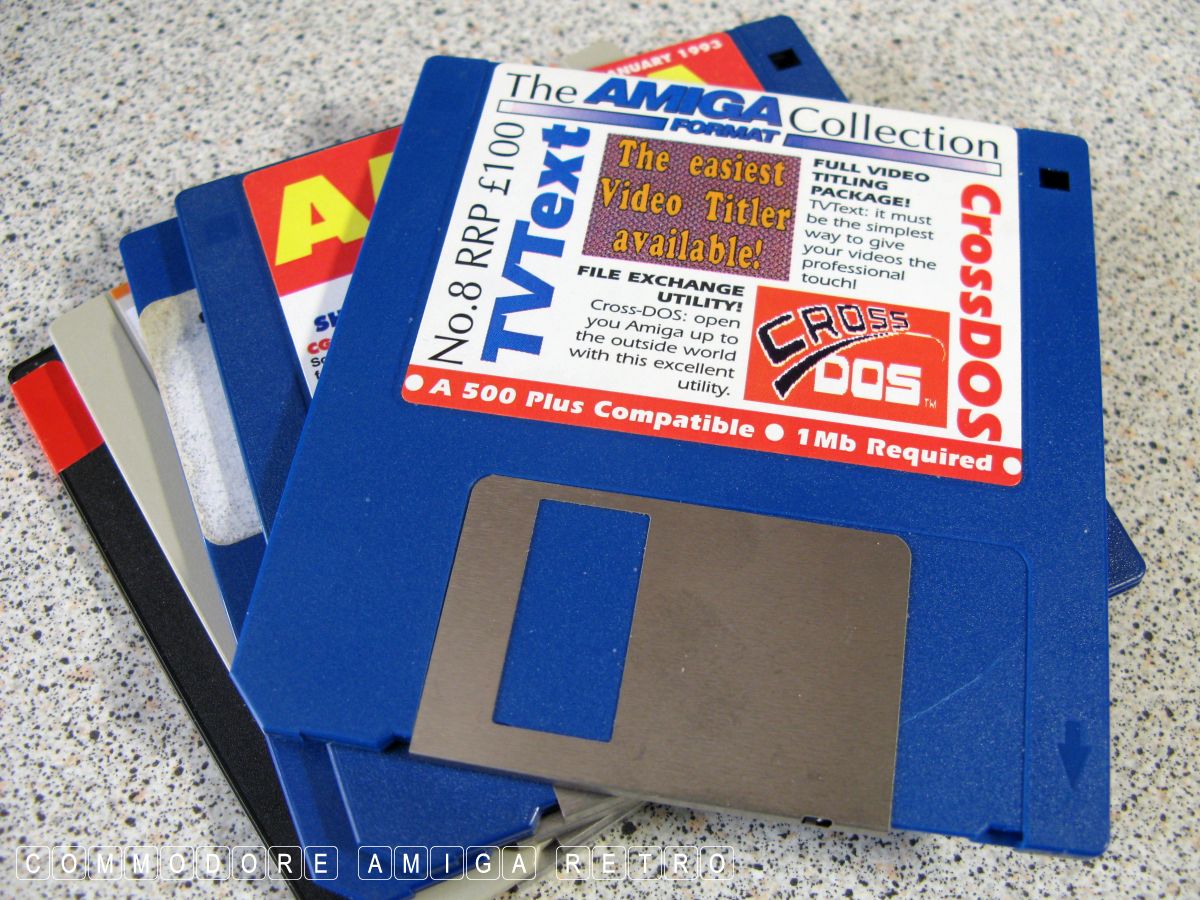 JANUARY 1993
The AMIGA FORMAT Collection
No.8 RRP £100
TVText
The easiest
Video Titler
available!
FULL VIDEO
TITLING
PACKAGE!
TVText: it must
be the simplest
way to give
your videos the
professional
touch!
FILE EXCHANGE
UTILITY!
Cross-DOS: open
you Amiga up to
the outside world
with this excellent
utility.
CROSS
DOS
TM
CrossDOS
A 500 Plus Compatible
1Mb Required
COMMODORE AMIGA RETRO